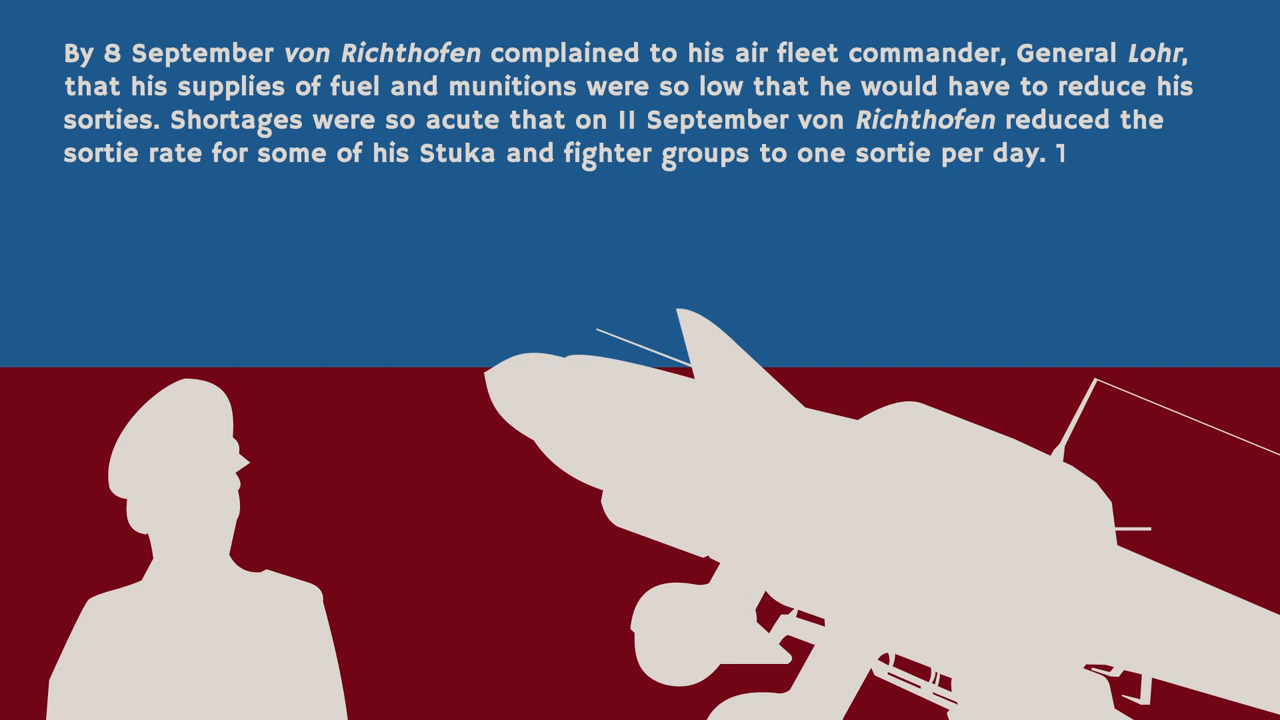 By 8 September von Richthofen complained to his air fleet commander, General Lohr,
that his supplies of fuel and munitions were so low that he would have to reduce his
sorties. Shortages were so acute that on 11 September von Richthofen reduced the
sortie rate for some of his Stuka and fighter groups to one sortie per day. 1